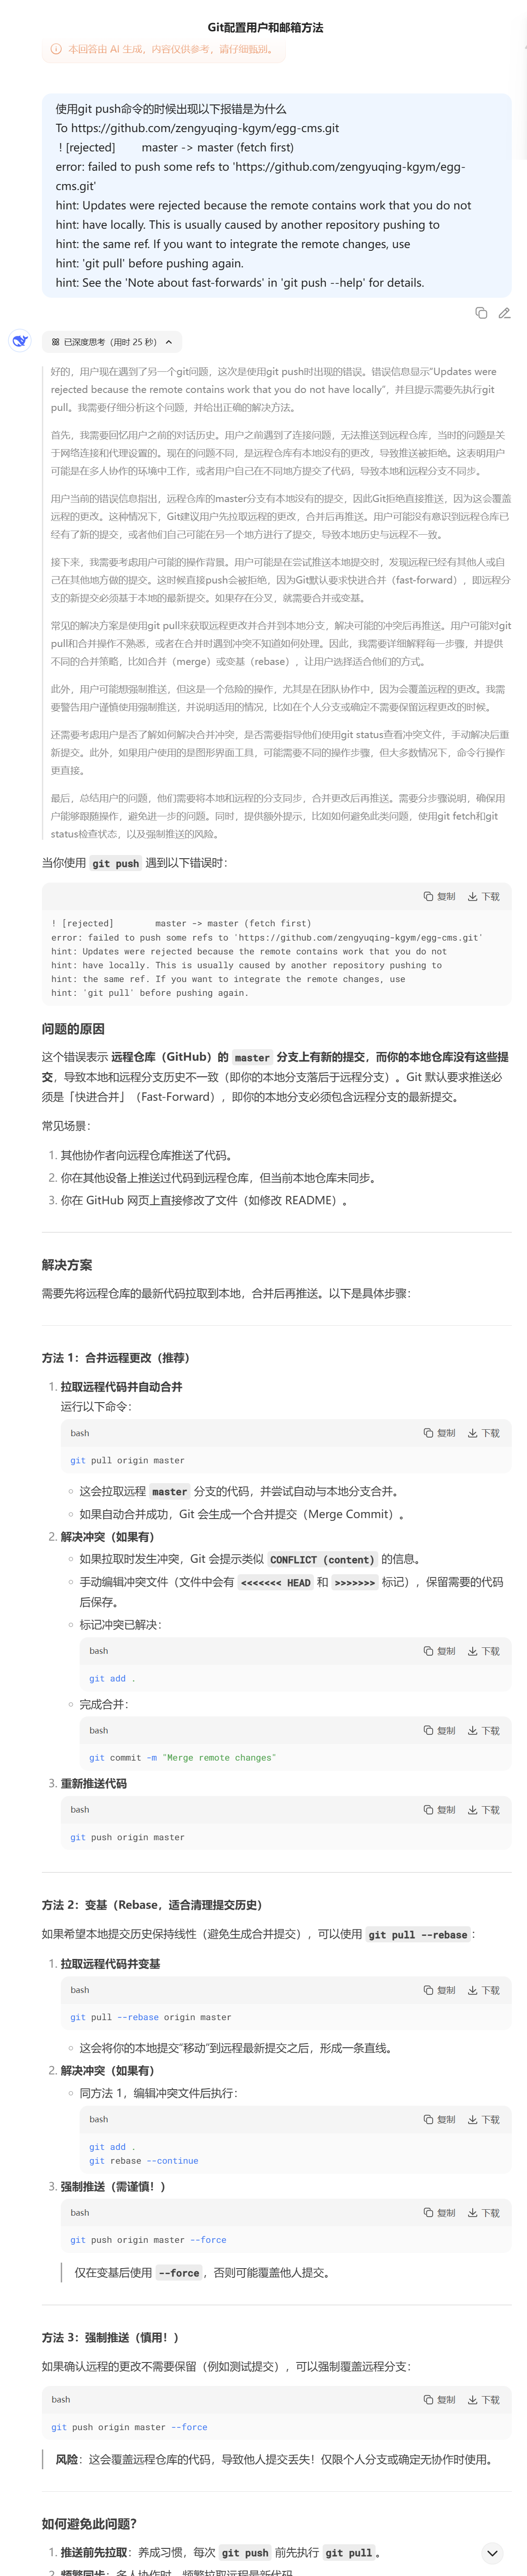 Git配置用户和邮箱方法
本回答由 AI 生成，内容仅供参考，请仔细甄别。
使用git push命令的时候出现以下报错是为什么
To https://github.com/zengyuqing-kgym/egg-cms.git
! [rejected] master -> master (fetch first)
error: failed to push some refs to 'https://github.com/zengyuqing-kgym/egg-
cms.git'
hint: Updates were rejected because the remote contains work that you do not
hint: have locally. This is usually caused by another repository pushing to
hint: the same ref. If you want to integrate the remote changes, use
hint: 'git pull' before pushing again.
hint: See the 'Note about fast-forwards' in 'git push --help' for details.
已深度思考（用时 25 秒）
好的，用户现在遇到了另一个git问题，这次是使用git push时出现的错误。错误信息显示“Updates were
rejected because the remote contains work that you do not have locally”，并且提示需要先执行git
pull。我需要仔细分析这个问题，并给出正确的解决方法。
首先，我需要回忆用户之前的对话历史。用户之前遇到了连接问题，无法推送到远程仓库，当时的问题是关
于网络连接和代理设置的。现在的问题不同，是远程仓库有本地没有的更改，导致推送被拒绝。这表明用户
可能是在多人协作的环境中工作，或者用户自己在不同地方提交了代码，导致本地和远程分支不同步。
用户当前的错误信息指出，远程仓库的master分支有本地没有的提交，因此Git拒绝直接推送，因为这会覆盖
远程的更改。这种情况下，Git建议用户先拉取远程的更改，合并后再推送。用户可能没有意识到远程仓库已
经有了新的提交，或者他们自己可能在另一个地方进行了提交，导致本地历史与远程不一致。
接下来，我需要考虑用户可能的操作背景。用户可能是在尝试推送本地提交时，发现远程已经有其他人或自
己在其他地方做的提交。这时候直接push会被拒绝，因为Git默认要求快进合并（fast-forward），即远程分
支的新提交必须基于本地的最新提交。如果存在分叉，就需要合并或变基。
常见的解决方案是使用git pull来获取远程更改并合并到本地分支，解决可能的冲突后再推送。用户可能对git
pull和合并操作不熟悉，或者在合并时遇到冲突不知道如何处理。因此，我需要详细解释每一步骤，并提供
不同的合并策略，比如合并（merge）或变基（rebase），让用户选择适合他们的方式。
此外，用户可能想强制推送，但这是一个危险的操作，尤其是在团队协作中，因为会覆盖远程的更改。我需
要警告用户谨慎使用强制推送，并说明适用的情况，比如在个人分支或确定不需要保留远程更改的时候。
还需要考虑用户是否了解如何解决合并冲突，是否需要指导他们使用git status查看冲突文件，手动解决后重
新提交。此外，如果用户使用的是图形界面工具，可能需要不同的操作步骤，但大多数情况下，命令行操作
更直接。
最后，总结用户的问题，他们需要将本地和远程的分支同步，合并更改后再推送。需要分步骤说明，确保用
户能够跟随操作，避免进一步的问题。同时，提供额外提示，比如如何避免此类问题，使用git fetch和git
status检查状态，以及强制推送的风险。
当你使用 git push 遇到以下错误时：
复制 下载
! [rejected] master -> master (fetch first)
error: failed to push some refs to 'https://github.com/zengyuqing-kgym/egg-cms.git'
hint: Updates were rejected because the remote contains work that you do not
hint: have locally. This is usually caused by another repository pushing to
hint: the same ref. If you want to integrate the remote changes, use
hint: 'git pull' before pushing again.
问题的原因
这个错误表示 远程仓库（GitHub）的 master 分支上有新的提交，而你的本地仓库没有这些提
交，导致本地和远程分支历史不一致（即你的本地分支落后于远程分支）。Git 默认要求推送必
须是「快进合并」（Fast-Forward），即你的本地分支必须包含远程分支的最新提交。
常见场景：
1. 其他协作者向远程仓库推送了代码。
2. 你在其他设备上推送过代码到远程仓库，但当前本地仓库未同步。
3. 你在 GitHub 网页上直接修改了文件（如修改 README）。
解决方案
需要先将远程仓库的最新代码拉取到本地，合并后再推送。以下是具体步骤：
方法 1：合并远程更改（推荐）
1. 拉取远程代码并自动合并
运行以下命令：
bash 复制 下载
git pull origin master
这会拉取远程 master 分支的代码，并尝试自动与本地分支合并。
如果自动合并成功，Git 会生成一个合并提交（Merge Commit）。
2. 解决冲突（如果有）
如果拉取时发生冲突，Git 会提示类似 CONFLICT (content) 的信息。
手动编辑冲突文件（文件中会有 <<<<<<< HEAD 和 >>>>>>> 标记），保留需要的代码
后保存。
标记冲突已解决：
bash 复制 下载
git add .
完成合并：
bash 复制 下载
git commit -m "Merge remote changes"
3. 重新推送代码
bash 复制 下载
git push origin master
方法 2：变基（Rebase，适合清理提交历史）
如果希望本地提交历史保持线性（避免生成合并提交），可以使用 git pull --rebase：
1. 拉取远程代码并变基
bash 复制 下载
git pull --rebase origin master
这会将你的本地提交“移动”到远程最新提交之后，形成一条直线。
2. 解决冲突（如果有）
同方法 1，编辑冲突文件后执行：
bash 复制 下载
git add .
git rebase --continue
3. 强制推送（需谨慎！）
bash 复制 下载
git push origin master --force
仅在变基后使用 --force，否则可能覆盖他人提交。
方法 3：强制推送（慎用！）
如果确认远程的更改不需要保留（例如测试提交），可以强制覆盖远程分支：
bash 复制 下载
git push origin master --force
风险：这会覆盖远程仓库的代码，导致他人提交丢失！仅限个人分支或确定无协作时使用。
如何避免此问题？
1. 推送前先拉取：养成习惯，每次 git push 前先执行 git pull。
2. 频繁同步：多人协作时，频繁拉取远程最新代码。